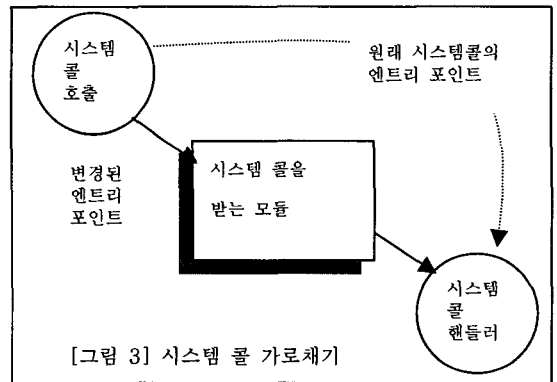 시스템
콜
호출
원래 시스템콜의
엔트리 포인트
변경된
엔트리
포인트
시스템 콜을
받는 모듈
시스템
콜
핸들러
[그림 3] 시스템 콜 가로채기